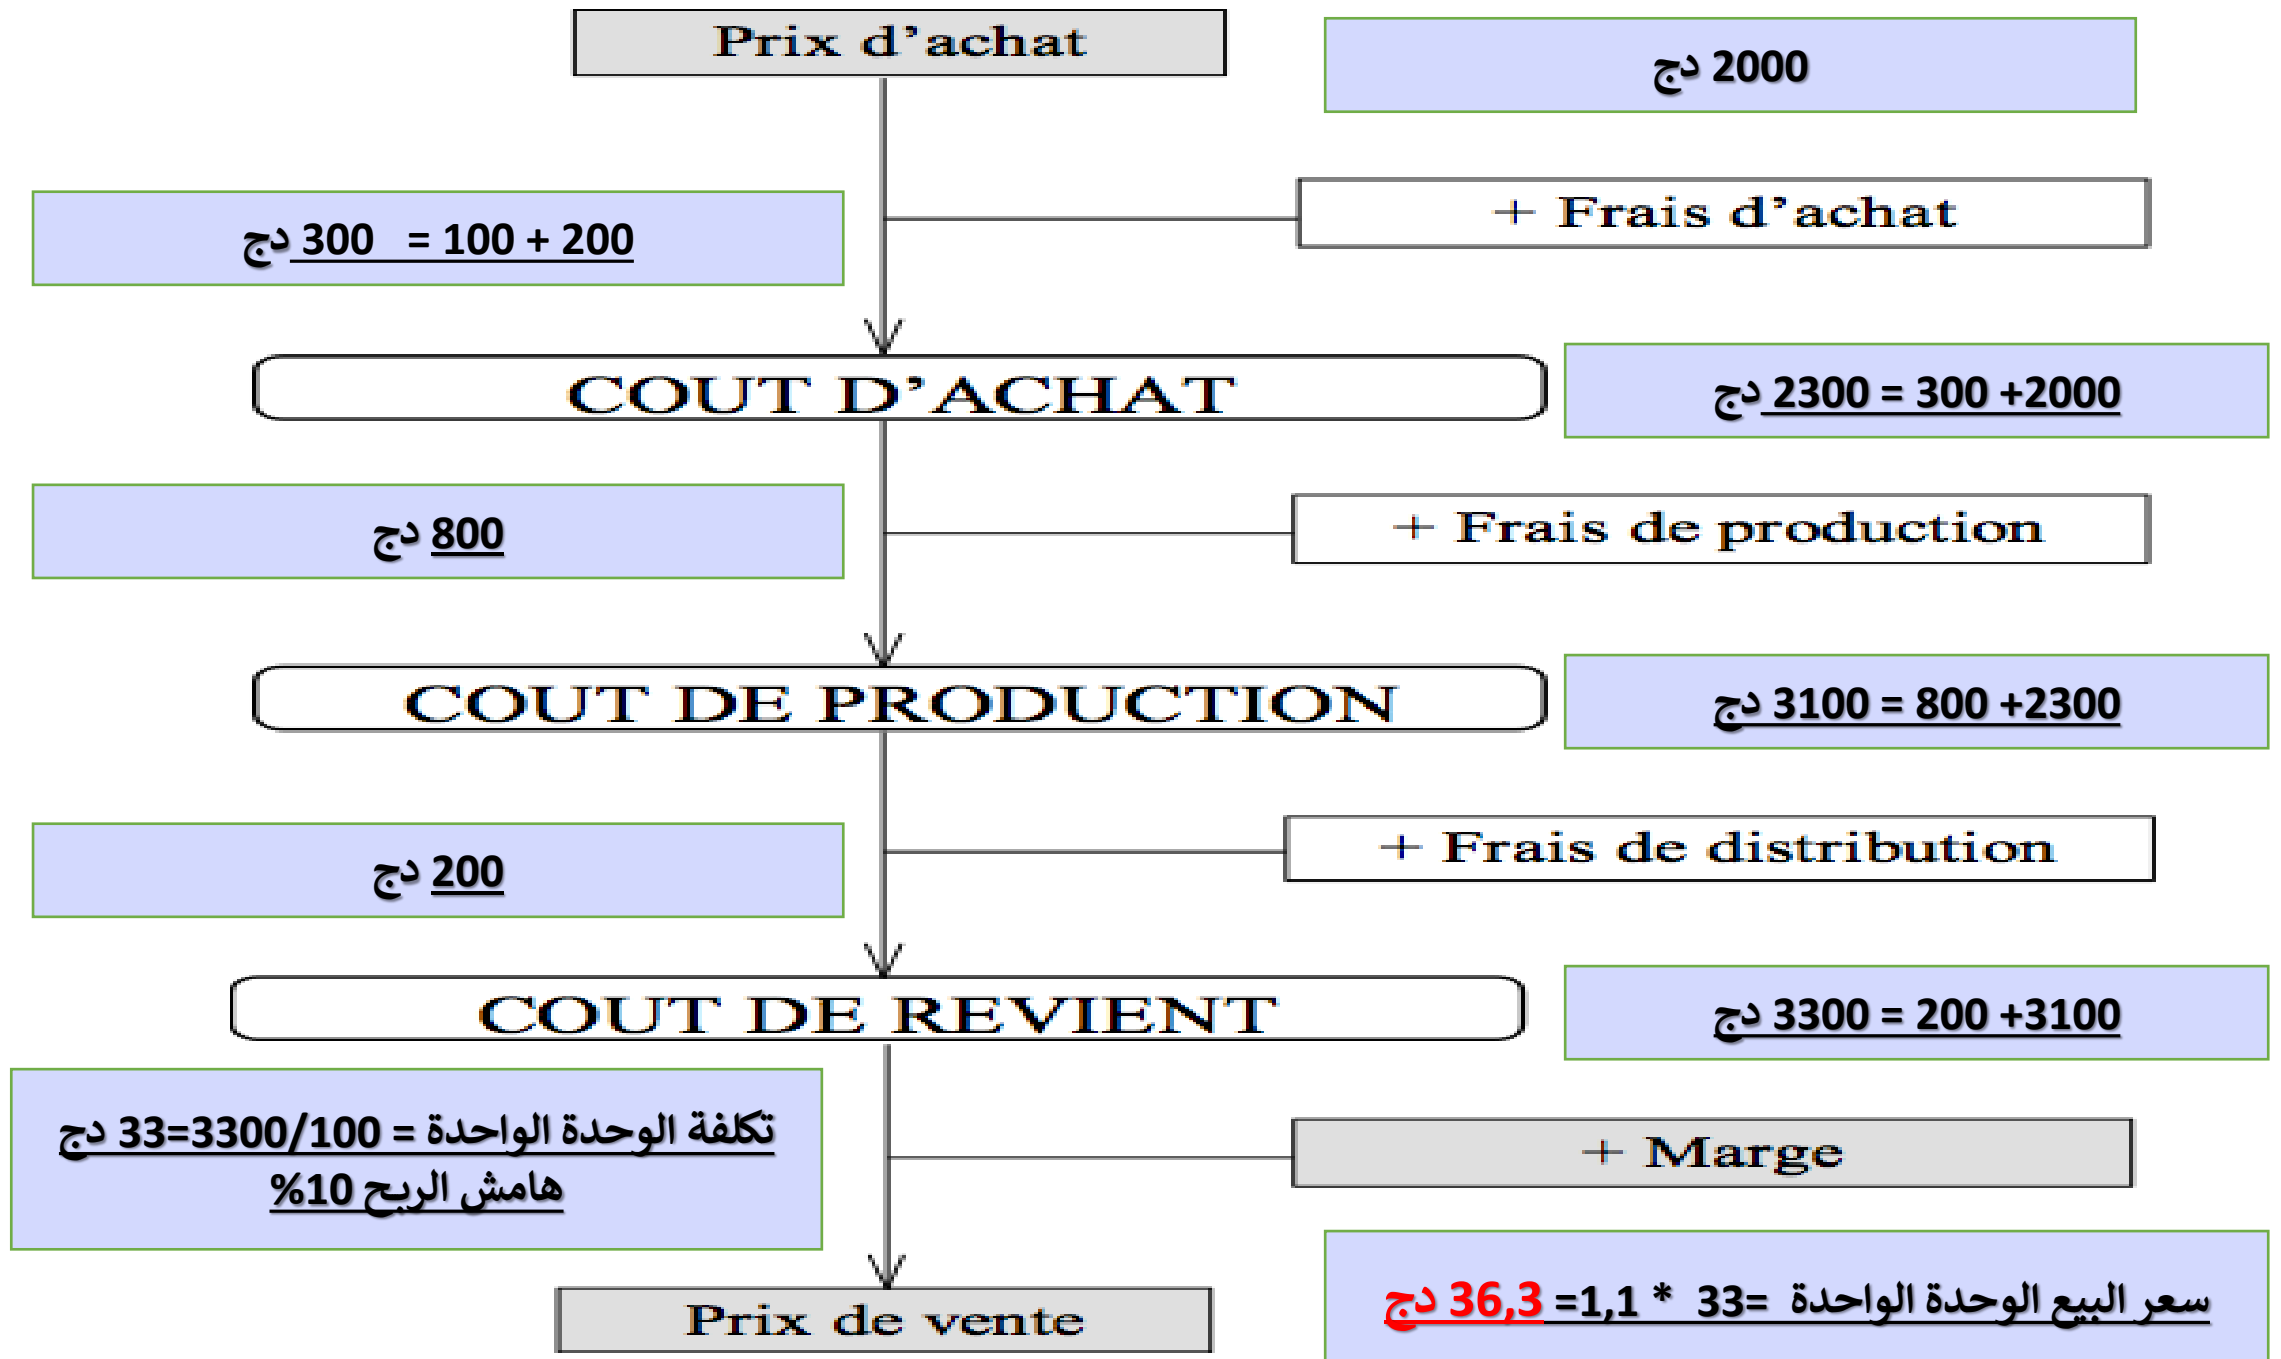 Prix d'achat
2000 دج
+ Frais d'achat
200 + 100 = 300 دج
COUT D'ACHAT
2000+ 300 = 2300 دج
+ Frais de production
800 دج
COUT DE PRODUCTION
2300+ 800 = 3100 دج
+ Frais de distribution
200 دج
COUT DE REVIENT
3100+ 200 = 3300 دج
تكلفة الوحدة الواحدة = 3300/100=33 دج
هامش الربح 10%
+ Marge
سعر البيع الوحدة الواحدة =33 * 1,1= 36,3 دج
Prix de vente